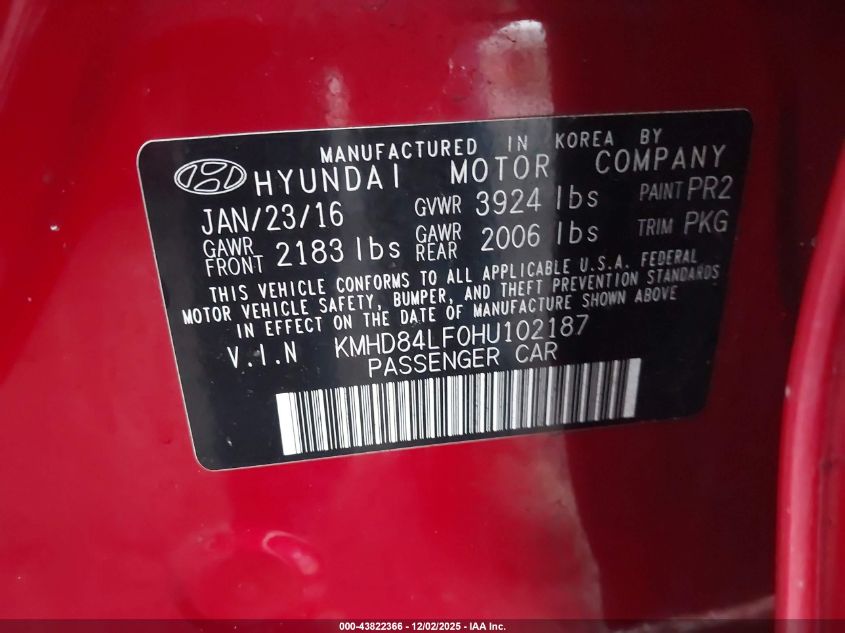 MANUFACTURED IN KOREA BY
HYUNDAI MOTOR COMPANY
JAN/23/16 GVWR 3924 lbs PAINT PR2
GAWR FRONT 2183 lbs GAWR REAR 2006 lbs TRIM PKG
THIS VEHICLE CONFORMS TO ALL APPLICABLE U.S.A. FEDERAL
MOTOR VEHICLE SAFETY, BUMPER, AND THEFT PREVENTION STANDARDS
IN EFFECT ON THE DATE OF MANUFACTURE SHOWN ABOVE
V.I.N KMHD84LF0HU102187
PASSENGER CAR
000-43822366 - 12/02/2025 - IAA Inc.